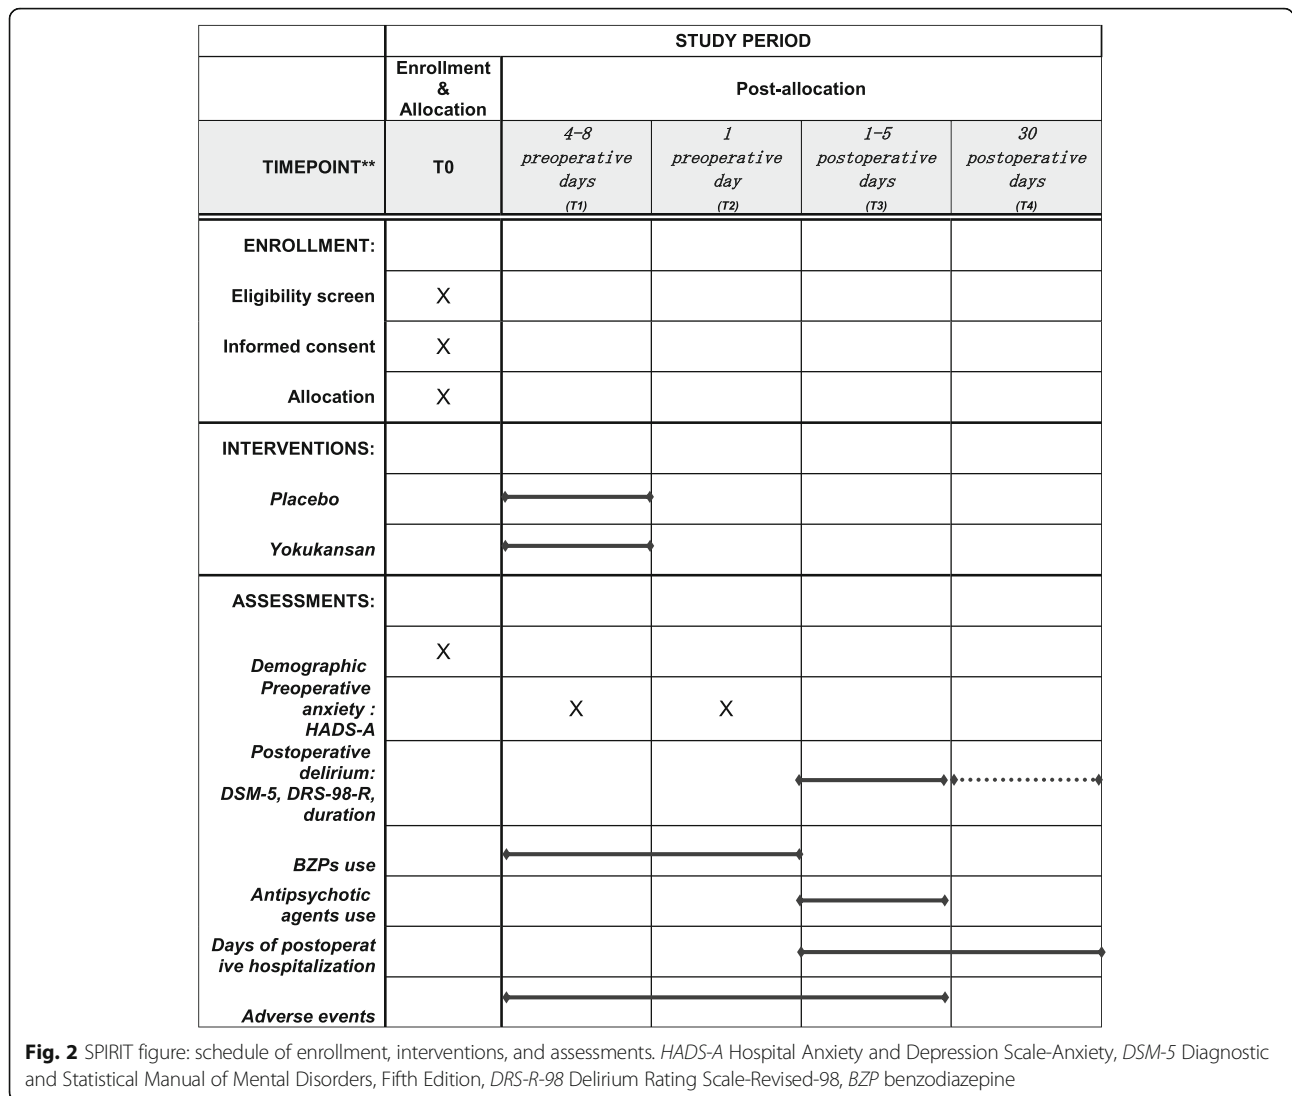 STUDY PERIOD
Enrollment
&
Allocation
Post-allocation
TIMEPOINT**
T0
4-8
preoperative
days
(T1)
1
preoperative
day
(T2)
1-5
postoperative
days
(T3)
30
postoperative
days
(T4)
ENROLLMENT:
Eligibility screen
X
Informed consent
X
Allocation
X
INTERVENTIONS:
Placebo
Yokukansan
ASSESSMENTS:
Demographic
X
Preoperative
anxiety :
HADS-A
X
X
Postoperative
delirium:
DSM-5, DRS-98-R,
duration
BZPs use
Antipsychotic
agents use
Days of postoperat
ive hospitalization
Adverse events
Fig. 2 SPIRIT figure: schedule of enrollment, interventions, and assessments. HADS-A Hospital Anxiety and Depression Scale-Anxiety, DSM-5 Diagnostic
and Statistical Manual of Mental Disorders, Fifth Edition, DRS-R-98 Delirium Rating Scale-Revised-98, BZP benzodiazepine